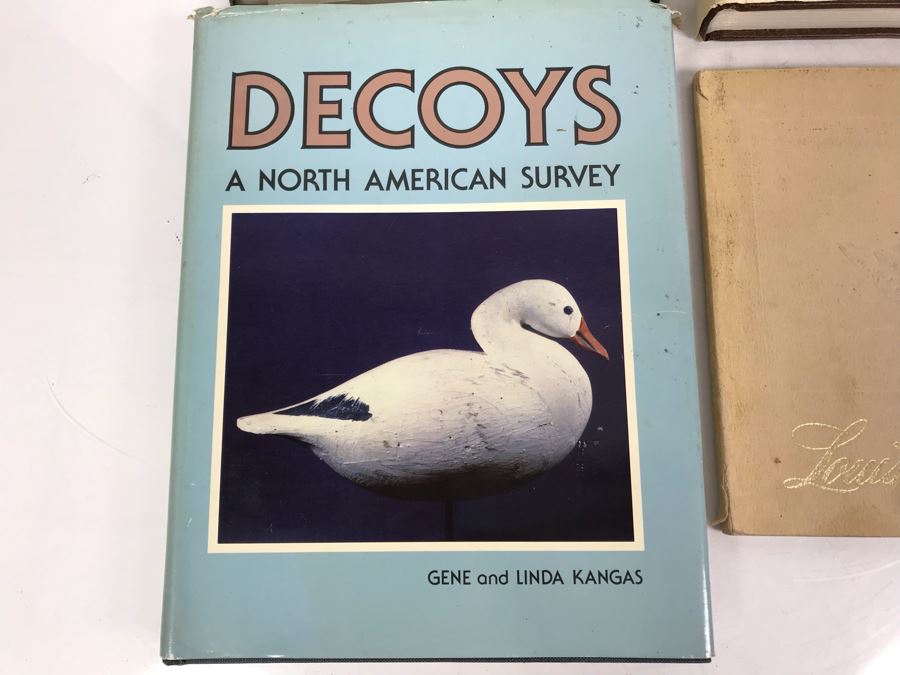 DECOYS
A NORTH AMERICAN SURVEY
GENE and LINDA KANGAS